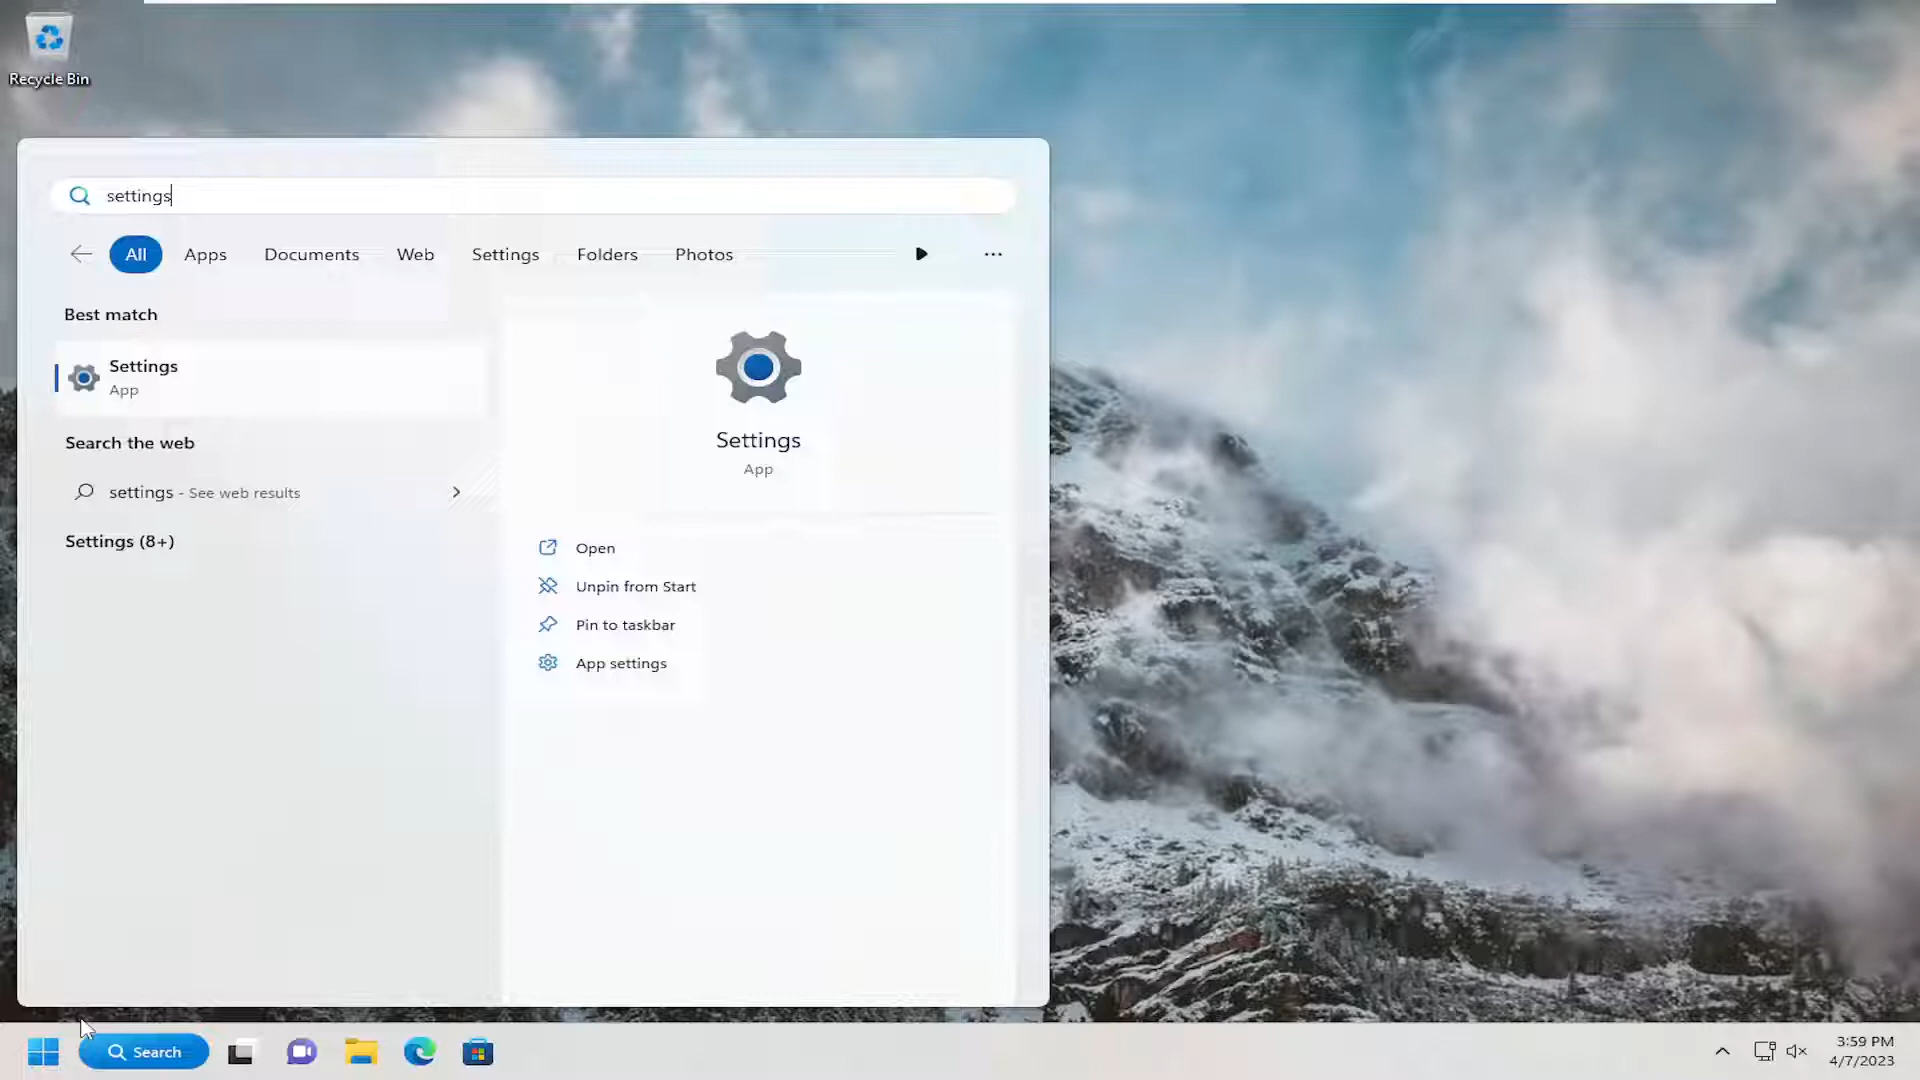 Recycle Bin
settings
All Apps Documents Web Settings Folders Photos ...
Best match
Settings
App
Search the web
settings - See web results
Settings (8+)
Settings
App
Open
Unpin from Start
Pin to taskbar
App settings
Search
3:59 PM
4/7/2023